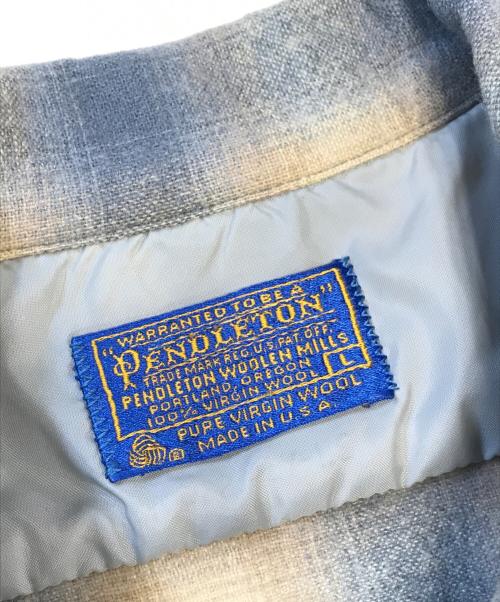 "WARRANTED TO BE A
PENDLETON"
TRADE MARK REG. U.S. PAT. OFF.
PENDLETON WOOLEN MILLS
PORTLAND, OREGON
100% VIRGIN WOOL
L
PURE VIRGIN WOOL
MADE IN U.S.A.
®